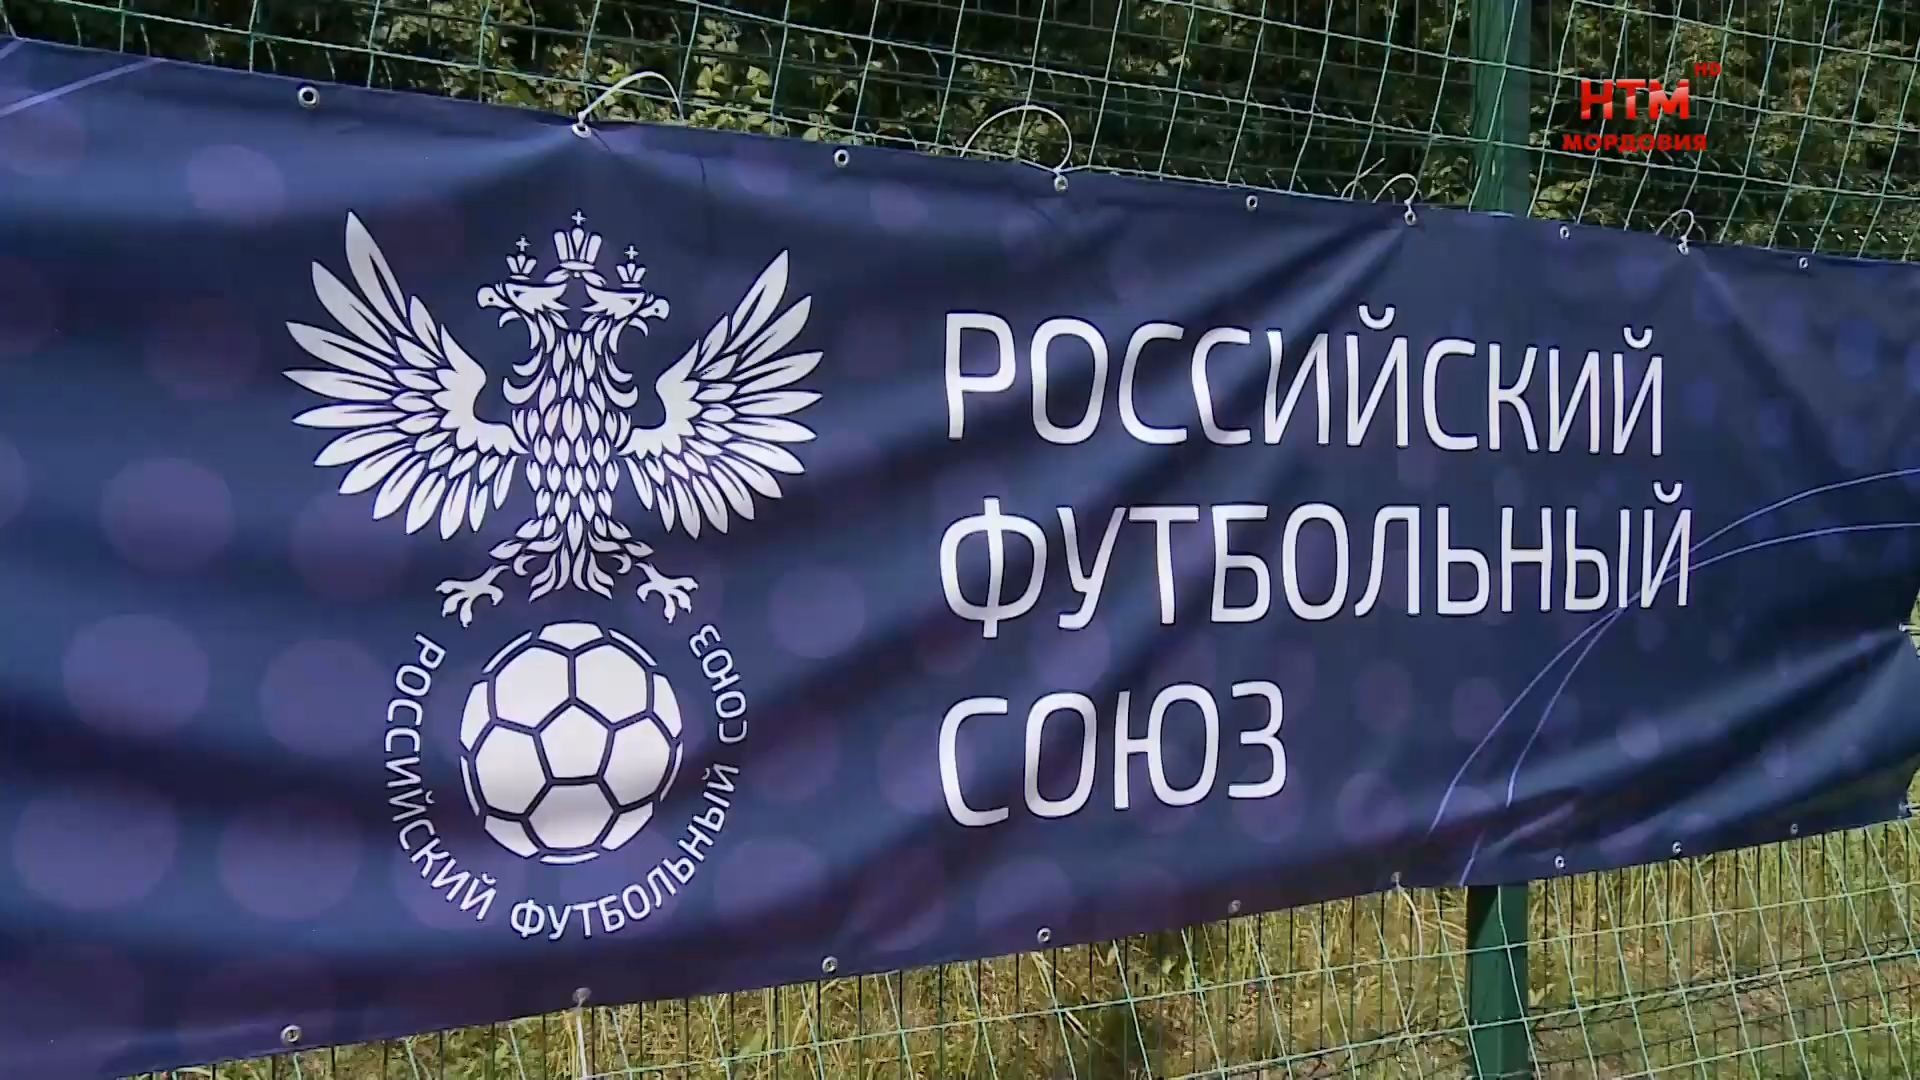 НТМ HD
МОРДОВИЯ
РОССИЙСКИЙ
ФУТБОЛЬНЫЙ
СОЮЗ
РОССИЙСКИЙ ФУТБОЛЬНЫЙ СОЮЗ